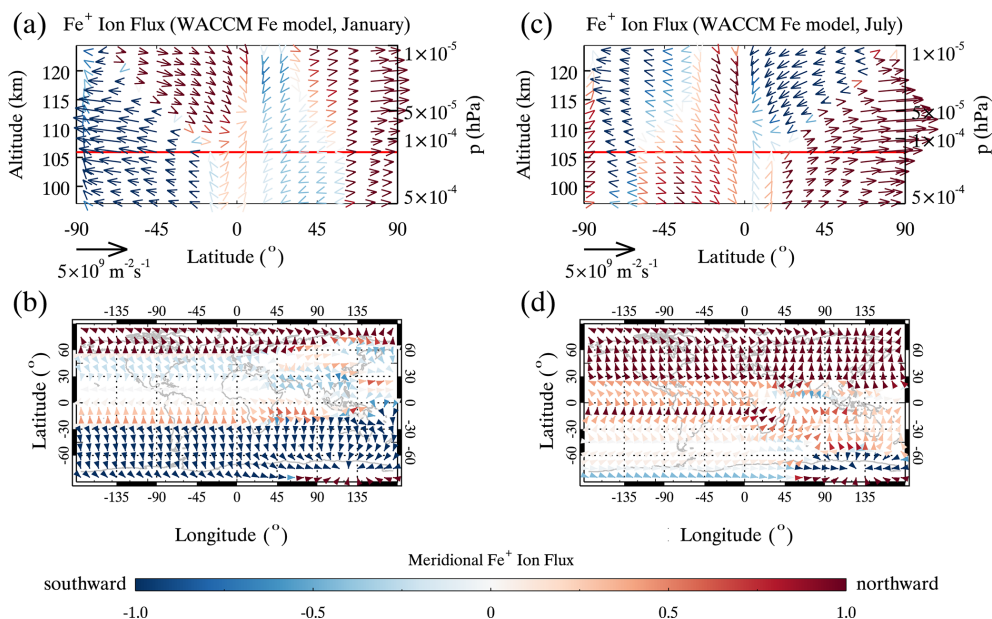 (a) Fe+ Ion Flux (WACCM Fe model, January)
Altitude (km)
120
115
110
105
100
1×10-5
5×10-5
1×10-4
5×10-4
p (hPa)
-90 -45 0 45 90
Latitude (o)
5×109 m-2s-1
(c) Fe+ Ion Flux (WACCM Fe model, July)
Altitude (km)
120
115
110
105
100
1×10-5
5×10-5
1×10-4
5×10-4
p (hPa)
-90 -45 0 45 90
Latitude (o)
5×109 m-2s-1
(b)
-135 -90 -45 0 45 90 135
Latitude (o)
60 30 0 -30 -60
60 30 0 -30 -60
-135 -90 -45 0 45 90 135
Longitude (o)
(d)
-135 -90 -45 0 45 90 135
Latitude (o)
60 30 0 -30 -60
60 30 0 -30 -60
-135 -90 -45 0 45 90 135
Longitude (o)
Meridional Fe+ Ion Flux
southward northward
-1.0 -0.5 0 0.5 1.0